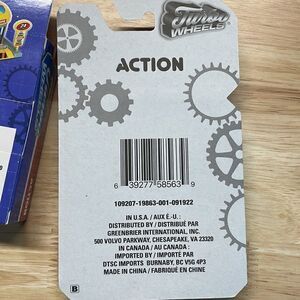 Turbo
WHEELS
ACTION
6 39277 58563 9
109207-19863-001-091922
IN U.S.A. / AUX É.-U. :
DISTRIBUTED BY / DISTRIBUÉ PAR
GREENBRIER INTERNATIONAL, INC.
500 VOLVO PARKWAY, CHESAPEAKE, VA 23320
IN CANADA / AU CANADA :
IMPORTED BY / IMPORTÉ PAR
DTSC IMPORTS BURNABY, BC V5G 4P3
MADE IN CHINA / FABRIQUÉ EN CHINE
B